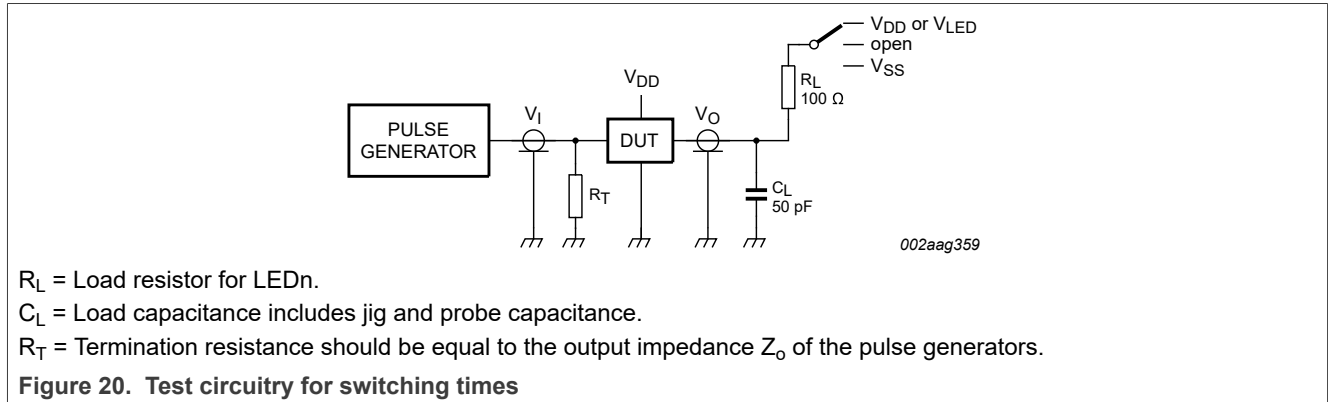 V_DD or V_LED
open
V_SS
R_L
100 Ω
V_DD
V_I
V_O
PULSE
GENERATOR
DUT
R_T
C_L
50 pF
002aag359
R_L = Load resistor for LEDn.
C_L = Load capacitance includes jig and probe capacitance.
R_T = Termination resistance should be equal to the output impedance Z_o of the pulse generators.
Figure 20. Test circuitry for switching times